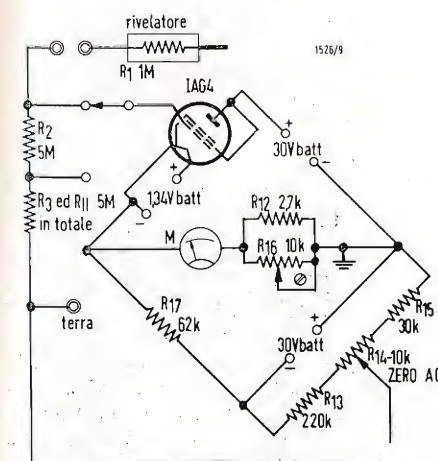 rivelatore
R1 1M
1526/9
1AG4
R2
5M
R3 ed R11 5M
in totale
1,34V batt
+
-
+
30V batt
-
R12 2,7k
R16 10k
M
R17
62k
terra
+
30V batt
-
R15
30k
R14-10k
ZERO A
R13
220k